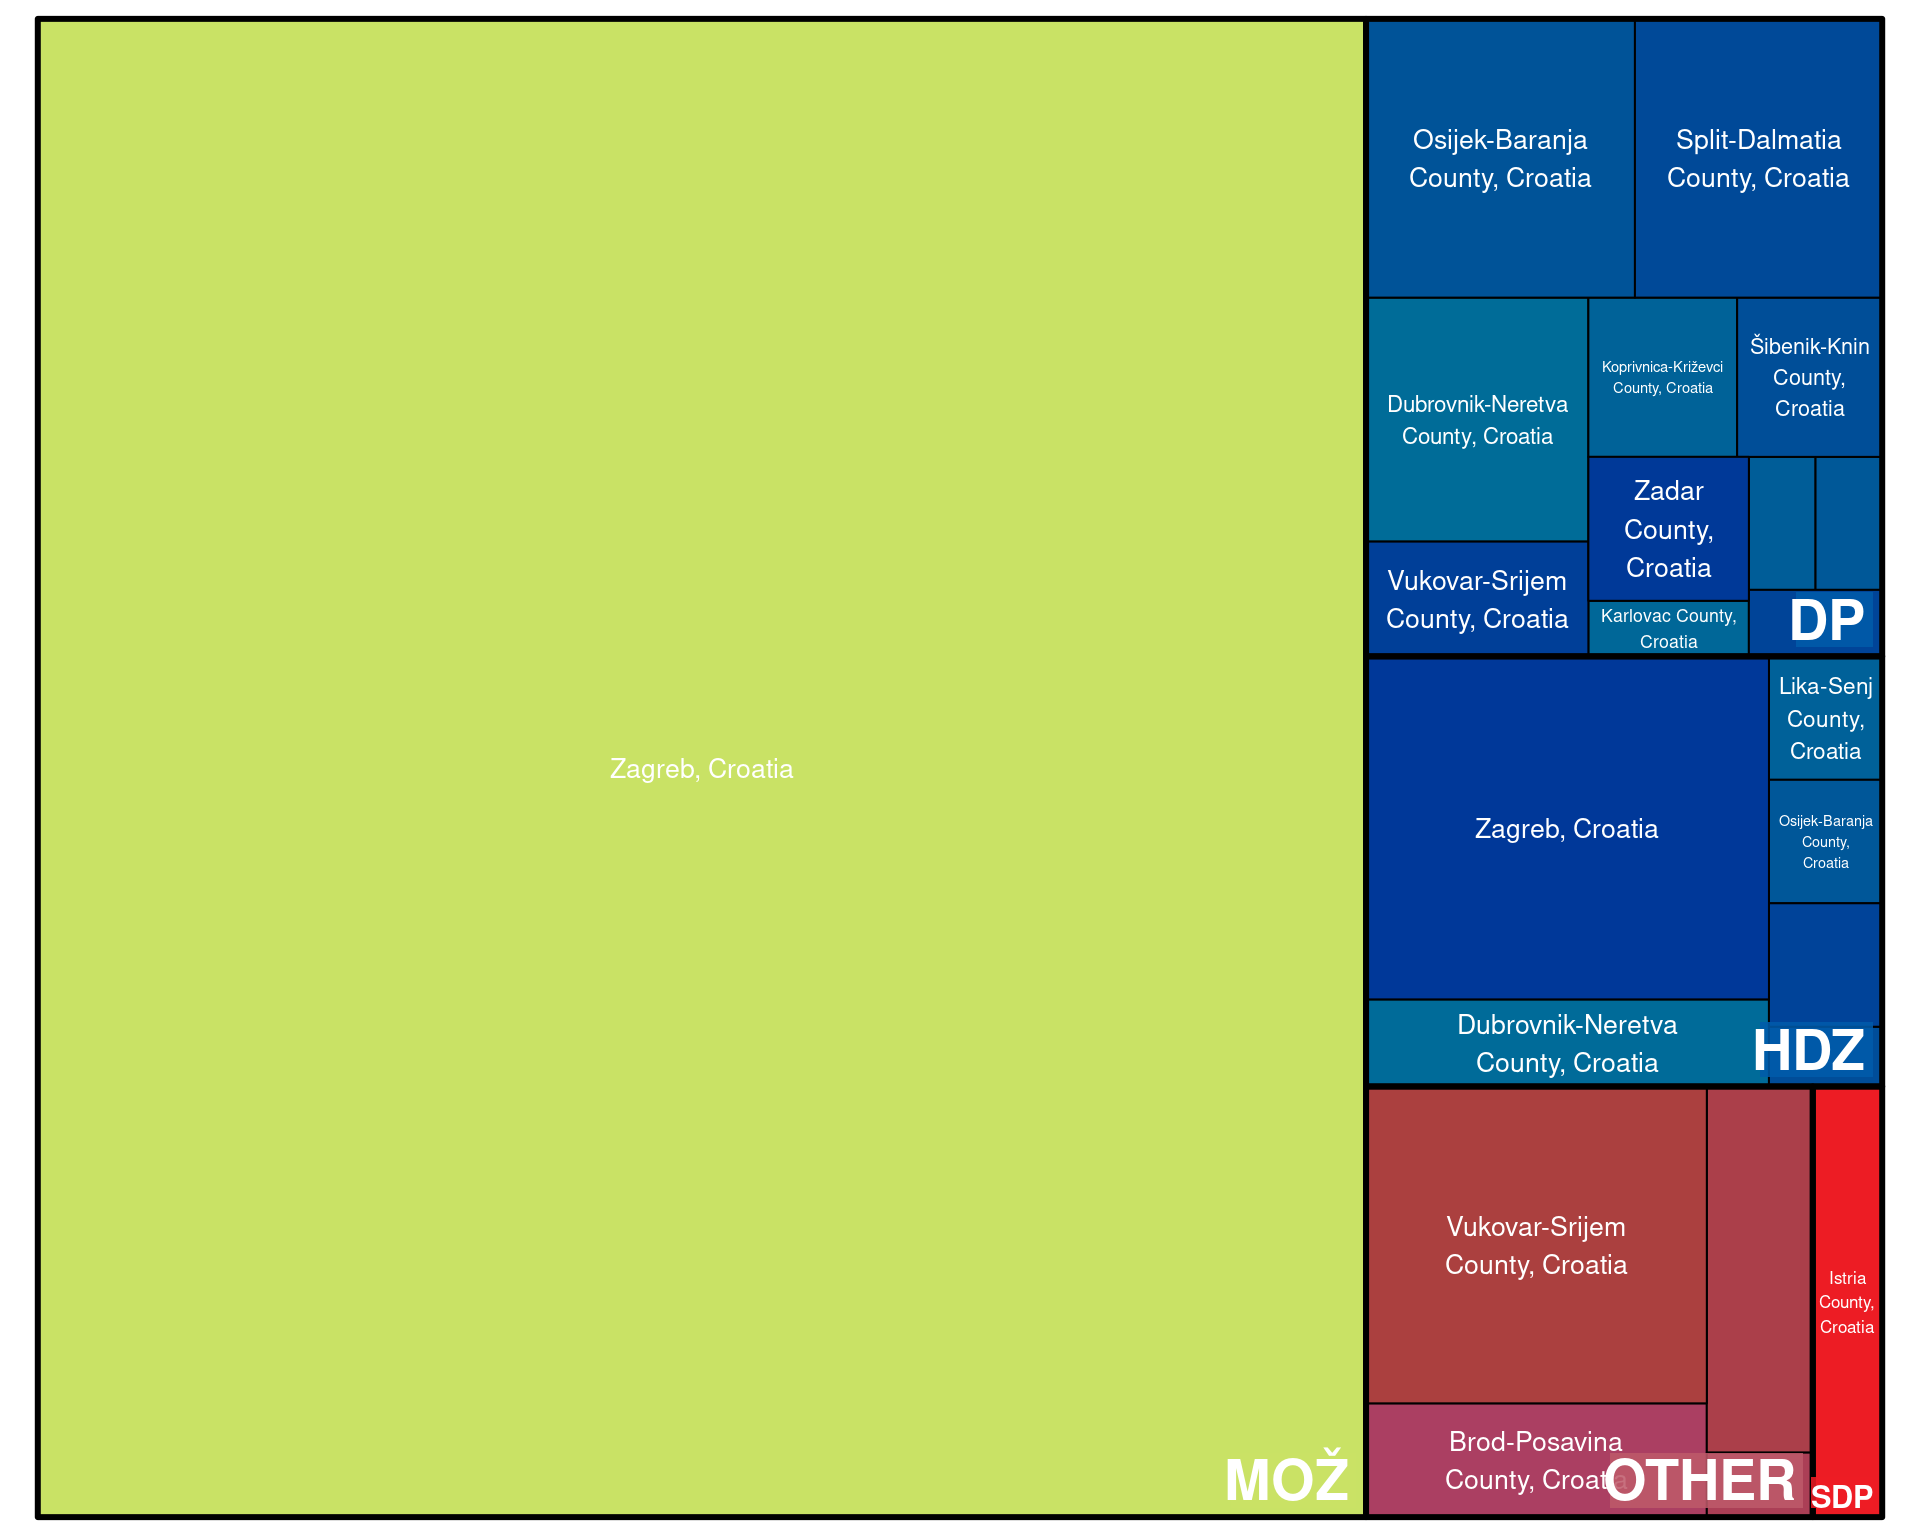 Zagreb, Croatia
MOŽ
Osijek-Baranja
County, Croatia
Split-Dalmatia
County, Croatia
Dubrovnik-Neretva
County, Croatia
Koprivnica-Križevci
County, Croatia
Šibenik-Knin
County,
Croatia
Vukovar-Srijem
County, Croatia
Zadar
County,
Croatia
Karlovac County,
Croatia
DP
Zagreb, Croatia
Lika-Senj
County,
Croatia
Osijek-Baranja
County,
Croatia
Dubrovnik-Neretva
County, Croatia
HDZ
Vukovar-Srijem
County, Croatia
Brod-Posavina
County, Croatia
OTHER
Istria
County,
Croatia
SDP